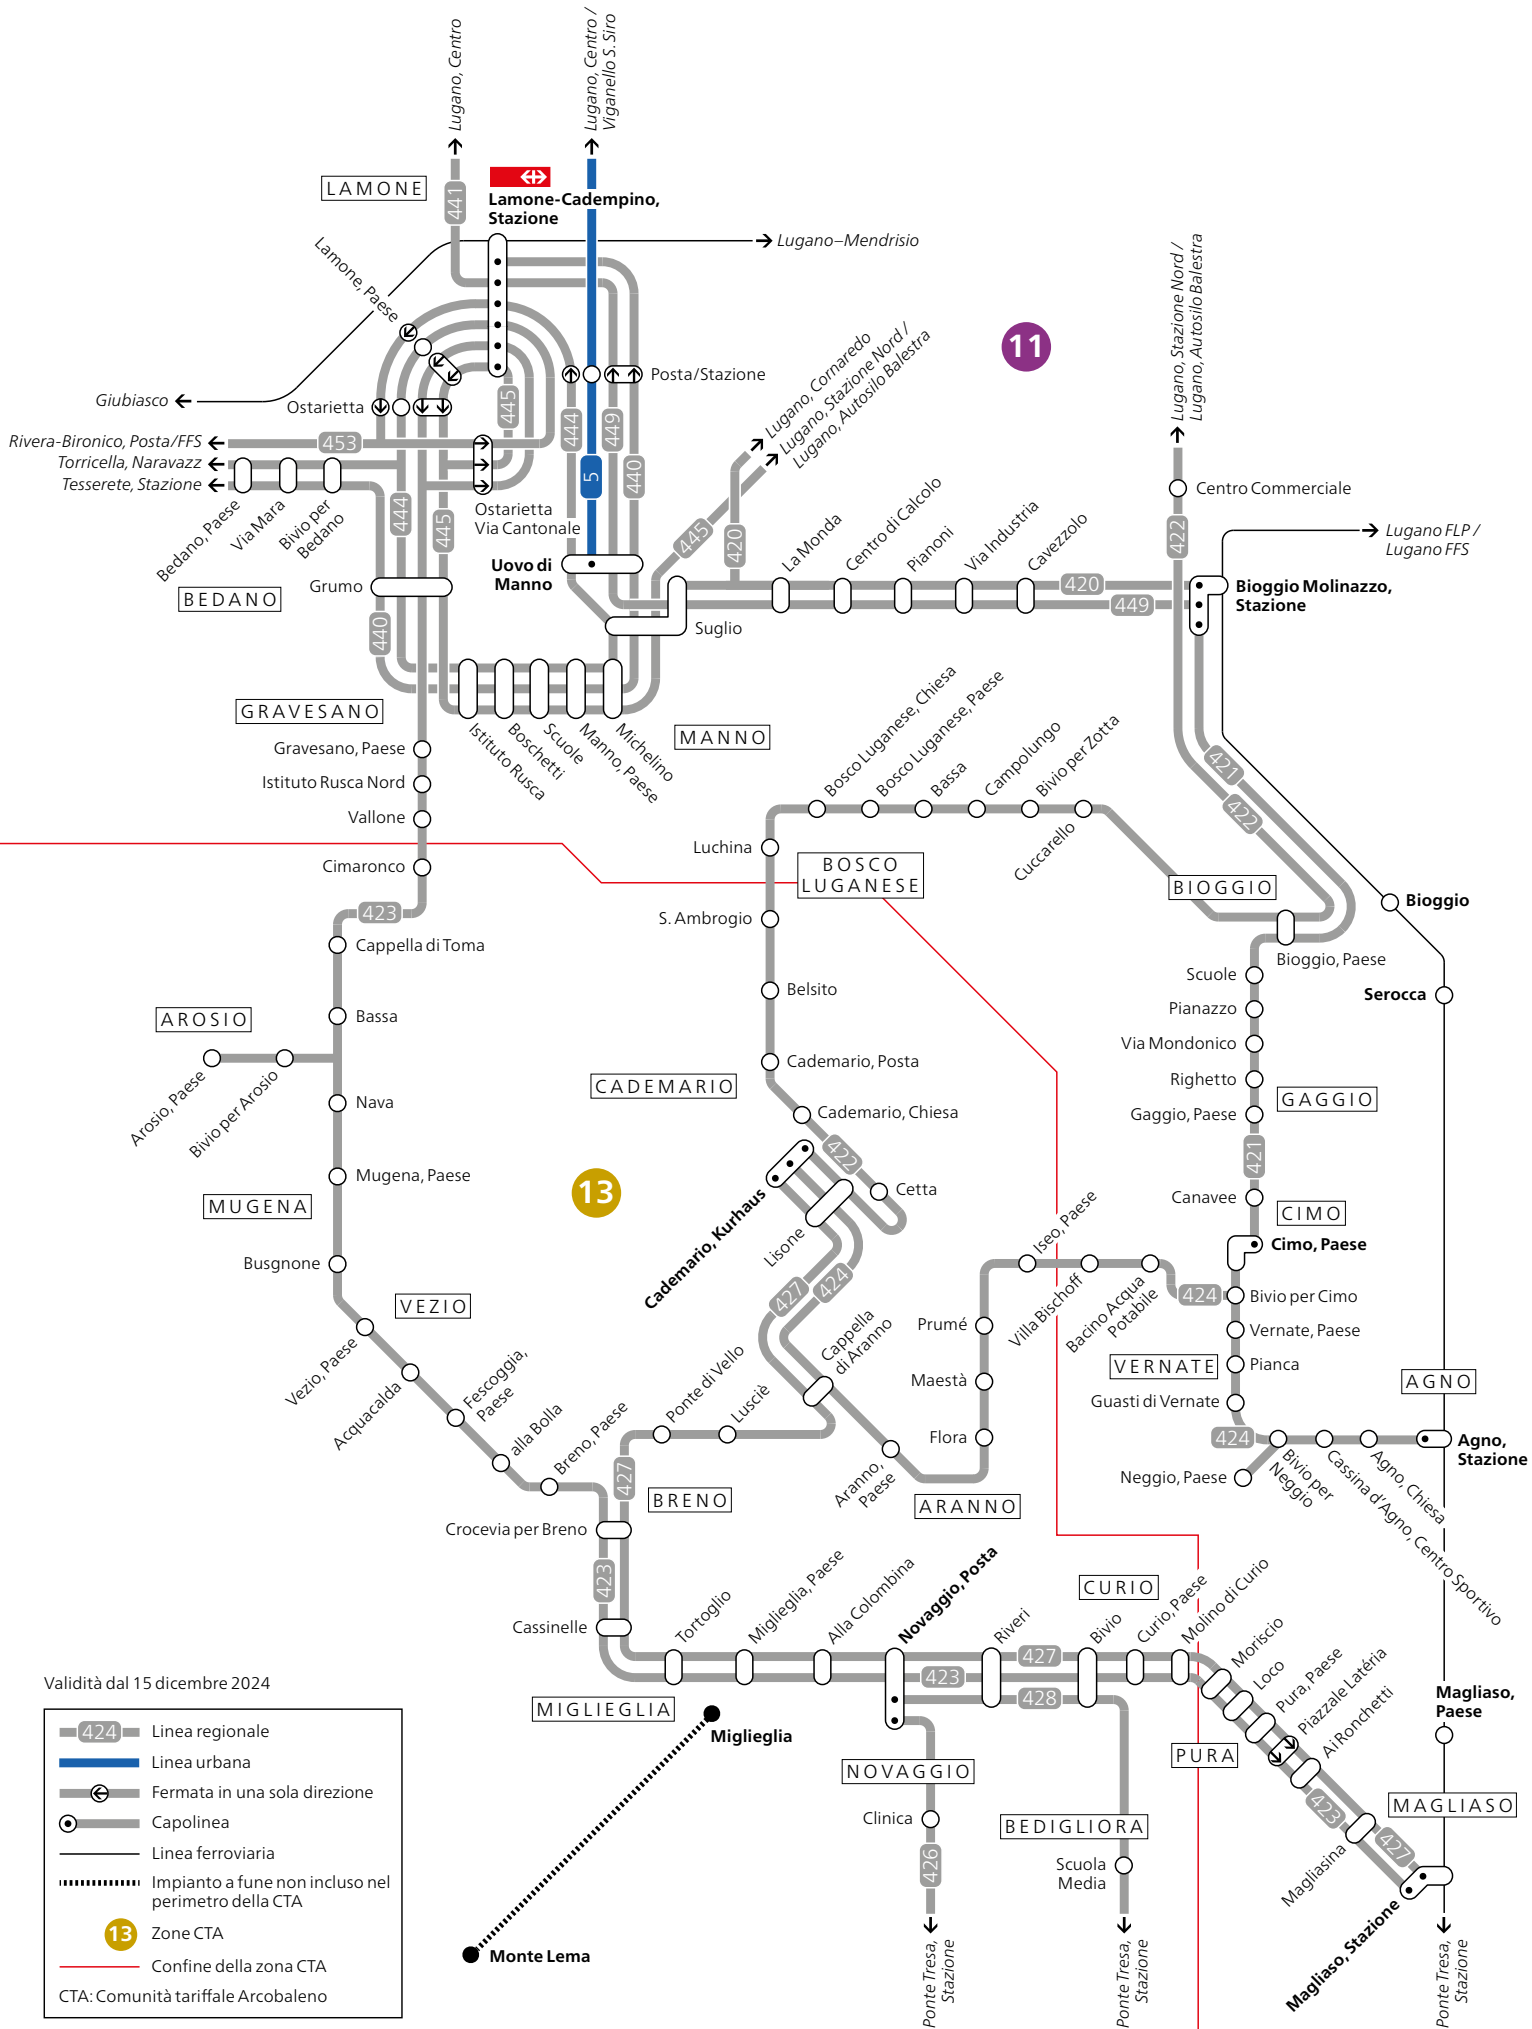 Lugano, Centro
Lugano, Centro /
Viganello S. Siro
LAMONE
441
Lamone-Cadempino,
Stazione
Lugano–Mendrisio
Lamone, Paese
Giubiasco
Ostarietta
Posta/Stazione
11
Lugano, Stazione Nord /
Lugano, Autosilo Balestra
Lugano, Cornaredo
Lugano, Stazione Nord /
Lugano, Autosilo Balestra
Rivera-Bironico, Posta/FFS
453
Torricella, Naravazz
Tesserete, Stazione
445
444
449
5
440
Centro Commerciale
Bedano, Paese
Via Mara
Bivio per
Bedano
444
445
Ostarietta
Via Cantonale
445
420
422
Lugano FLP /
Lugano FFS
La Monda
Centro di Calcolo
Pianoni
Via Industria
Cavezzolo
Uovo di
Manno
Grumo
BEDANO
440
420
449
Bioggio Molinazzo,
Stazione
Suglio
GRAVESANO
MANNO
Istituto Rusca
Boschetti
Scuole
Manno, Paese
Michelino
Gravesano, Paese
Istituto Rusca Nord
Vallone
Cimaronco
Bosco Luganese, Chiesa
Bosco Luganese, Paese
Bassa
Campolungo
Bivio per Zotta
Cuccarello
421
422
Luchina
BOSCO
LUGANESE
BIOGGIO
Bioggio
423
S. Ambrogio
Cappella di Toma
Bioggio, Paese
Scuole
Serocca
Belsito
Pianazzo
AROSIO
Bassa
Via Mondonico
Arosio, Paese
Bivio per Arosio
Cademario, Posta
Righetto
CADEMARIO
Nava
Cademario, Chiesa
Gaggio, Paese
GAGGIO
422
421
Mugena, Paese
MUGENA
13
Cetta
Canavee
CIMO
Cademario, Kurhaus
Lisone
Iseo, Paese
Cimo, Paese
Busgnone
427
424
Villa Bischoff
Bacino Acqua
Potabile
424
Bivio per Cimo
VEZIO
Prumé
Vernate, Paese
Vezio, Paese
Cappella
di Aranno
VERNATE
Pianca
Acquacalda
Fescoggia,
Paese
Ponte di Vello
Lusciè
Maestà
AGNO
Guasti di Vernate
alla Bolla
Breno, Paese
Flora
424
Agno,
Stazione
427
BRENO
Aranno,
Paese
ARANNO
Neggio, Paese
Bivio per
Neggio
Cassina d'Agno, Centro Sportivo
Agno, Chiesa
Crocevia per Breno
423
Cassinelle
Tortoglio
Miglieglia, Paese
Alla Colombina
Novaggio, Posta
Riveri
CURIO
Bivio
Curio, Paese
Molino di Curio
427
423
428
Moriscio
Loco
Pura, Paese
Piazzale Latéria
Ai Ronchetti
MIGLIEGLIA
Miglieglia
PURA
Magliaso,
Paese
NOVAGGIO
Clinica
426
BEDIGLIORA
Scuola
Media
423
427
MAGLIASO
Magliasina
Magliaso, Stazione
Monte Lema
Ponte Tresa,
Stazione
Ponte Tresa,
Stazione
Ponte Tresa,
Stazione
Validità dal 15 dicembre 2024
424 Linea regionale
Linea urbana
Fermata in una sola direzione
Capolinea
Linea ferroviaria
Impianto a fune non incluso nel
perimetro della CTA
13 Zone CTA
Confine della zona CTA
CTA: Comunità tariffale Arcobaleno